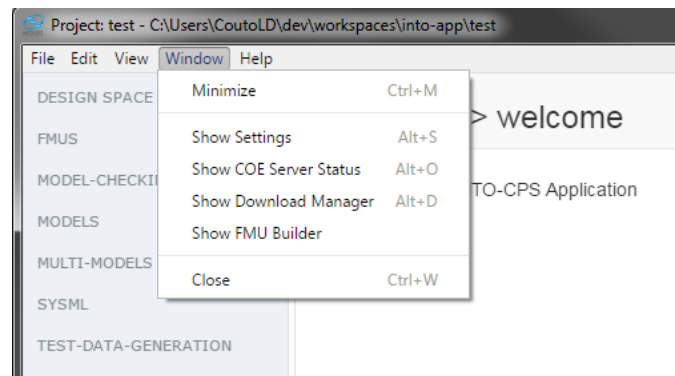 Project: test - C:\Users\CoutoLD\dev\workspaces\into-app\test
File Edit View Window Help
DESIGN SPACE
FMUS
MODEL-CHECKI
MODELS
MULTI-MODELS
SYSML
TEST-DATA-GENERATION
Minimize Ctrl+M
Show Settings Alt+S
Show COE Server Status Alt+O
Show Download Manager Alt+D
Show FMU Builder
Close Ctrl+W
> welcome
TO-CPS Application